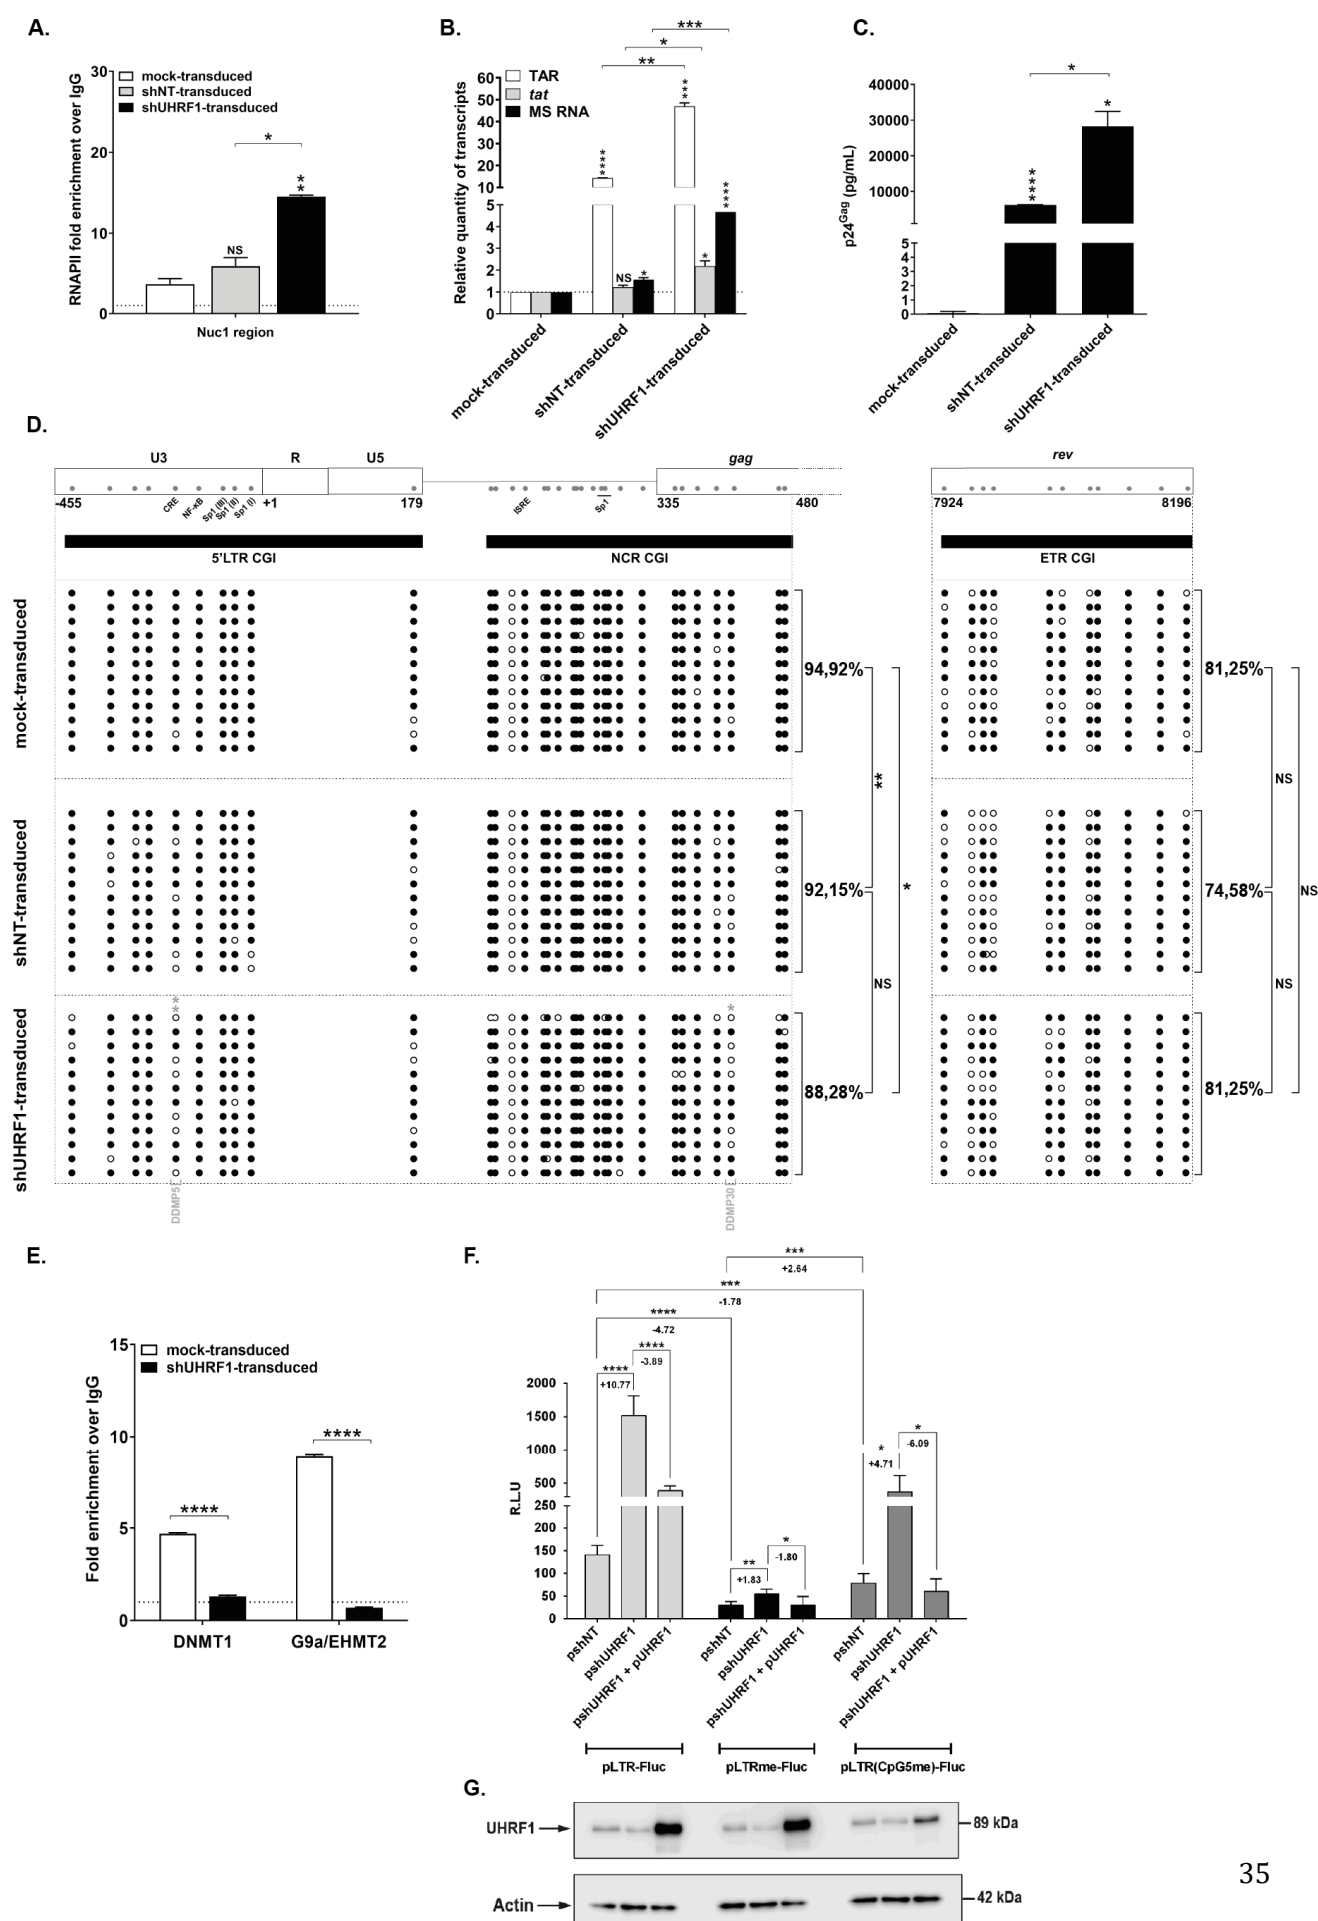 A.
RNAPII fold enrichment over IgG
30
20
10
0
mock-transduced
shNT-transduced
shUHRF1-transduced
*
NS
**
Nuc1 region
B.
Relative quantity of transcripts
60
50
40
30
20
10
5
4
3
2
1
0
TAR
tat
MS RNA
***
*
**
****
NS
*
***
*
****
mock-transduced
shNT-transduced
shUHRF1-transduced
C.
p24Gag (pg/mL)
40000
30000
20000
10000
5
4
3
2
1
0
*
****
*
mock-transduced
shNT-transduced
shUHRF1-transduced
D.
U3 R U5 gag rev
-455 CRE NF-κB Sp1 (III) Sp1 (II) Sp1 (I) +1 179 ISRE Sp1 335 480 7924 8196
5'LTR CGI NCR CGI ETR CGI
mock-transduced
94,92%
81,25%
**
NS
shNT-transduced
92,15%
*
74,58%
NS
NS
NS
shUHRF1-transduced
**
*
88,28%
81,25%
DDMP5
DDMP30
E.
Fold enrichment over IgG
15
10
5
0
mock-transduced
shUHRF1-transduced
****
****
DNMT1 G9a/EHMT2
F.
R.L.U
2000
1500
1000
500
250
200
150
100
50
0
***
+2.64
***
-1.78
****
-4.72
****
-3.89
****
+10.77
**
+1.83
*
-1.80
*
+4.71
*
-6.09
pshNT
pshUHRF1
pshUHRF1 + pUHRF1
pshNT
pshUHRF1
pshUHRF1 + pUHRF1
pshNT
pshUHRF1
pshUHRF1 + pUHRF1
pLTR-Fluc pLTRme-Fluc pLTR(CpG5me)-Fluc
G.
UHRF1 89 kDa
Actin 42 kDa
35